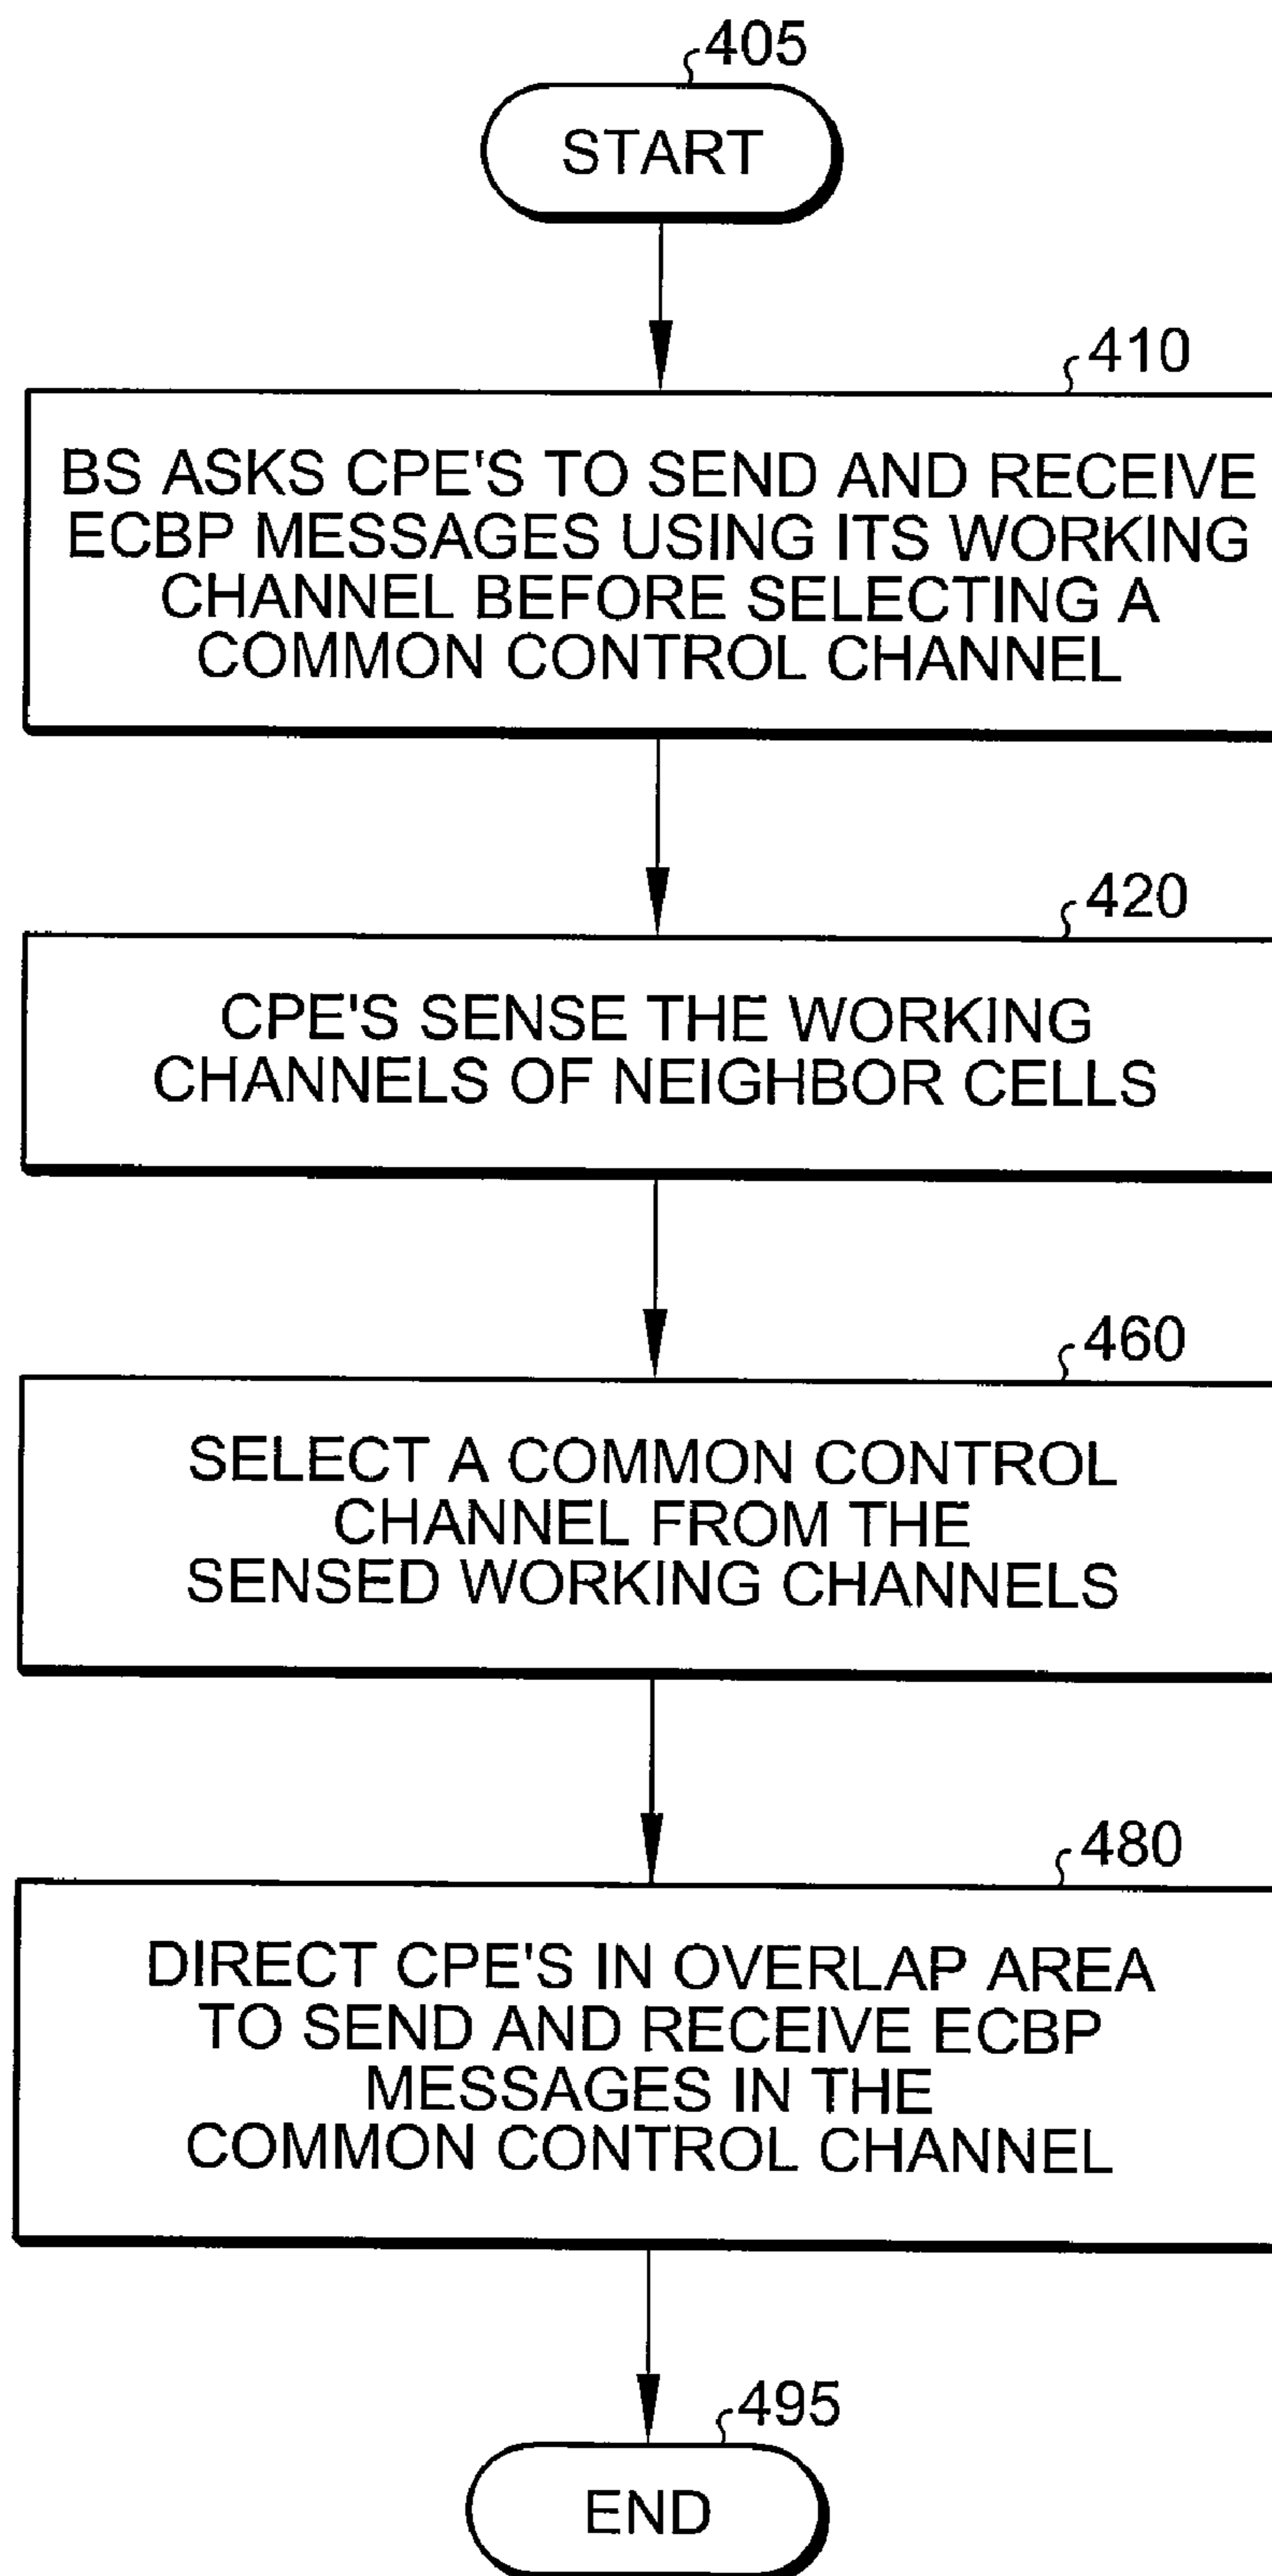 405
START
410
BS ASKS CPE'S TO SEND AND RECEIVE
ECBP MESSAGES USING ITS WORKING
CHANNEL BEFORE SELECTING A
COMMON CONTROL CHANNEL
420
CPE'S SENSE THE WORKING
CHANNELS OF NEIGHBOR CELLS
460
SELECT A COMMON CONTROL
CHANNEL FROM THE
SENSED WORKING CHANNELS
480
DIRECT CPE'S IN OVERLAP AREA
TO SEND AND RECEIVE ECBP
MESSAGES IN THE
COMMON CONTROL CHANNEL
495
END